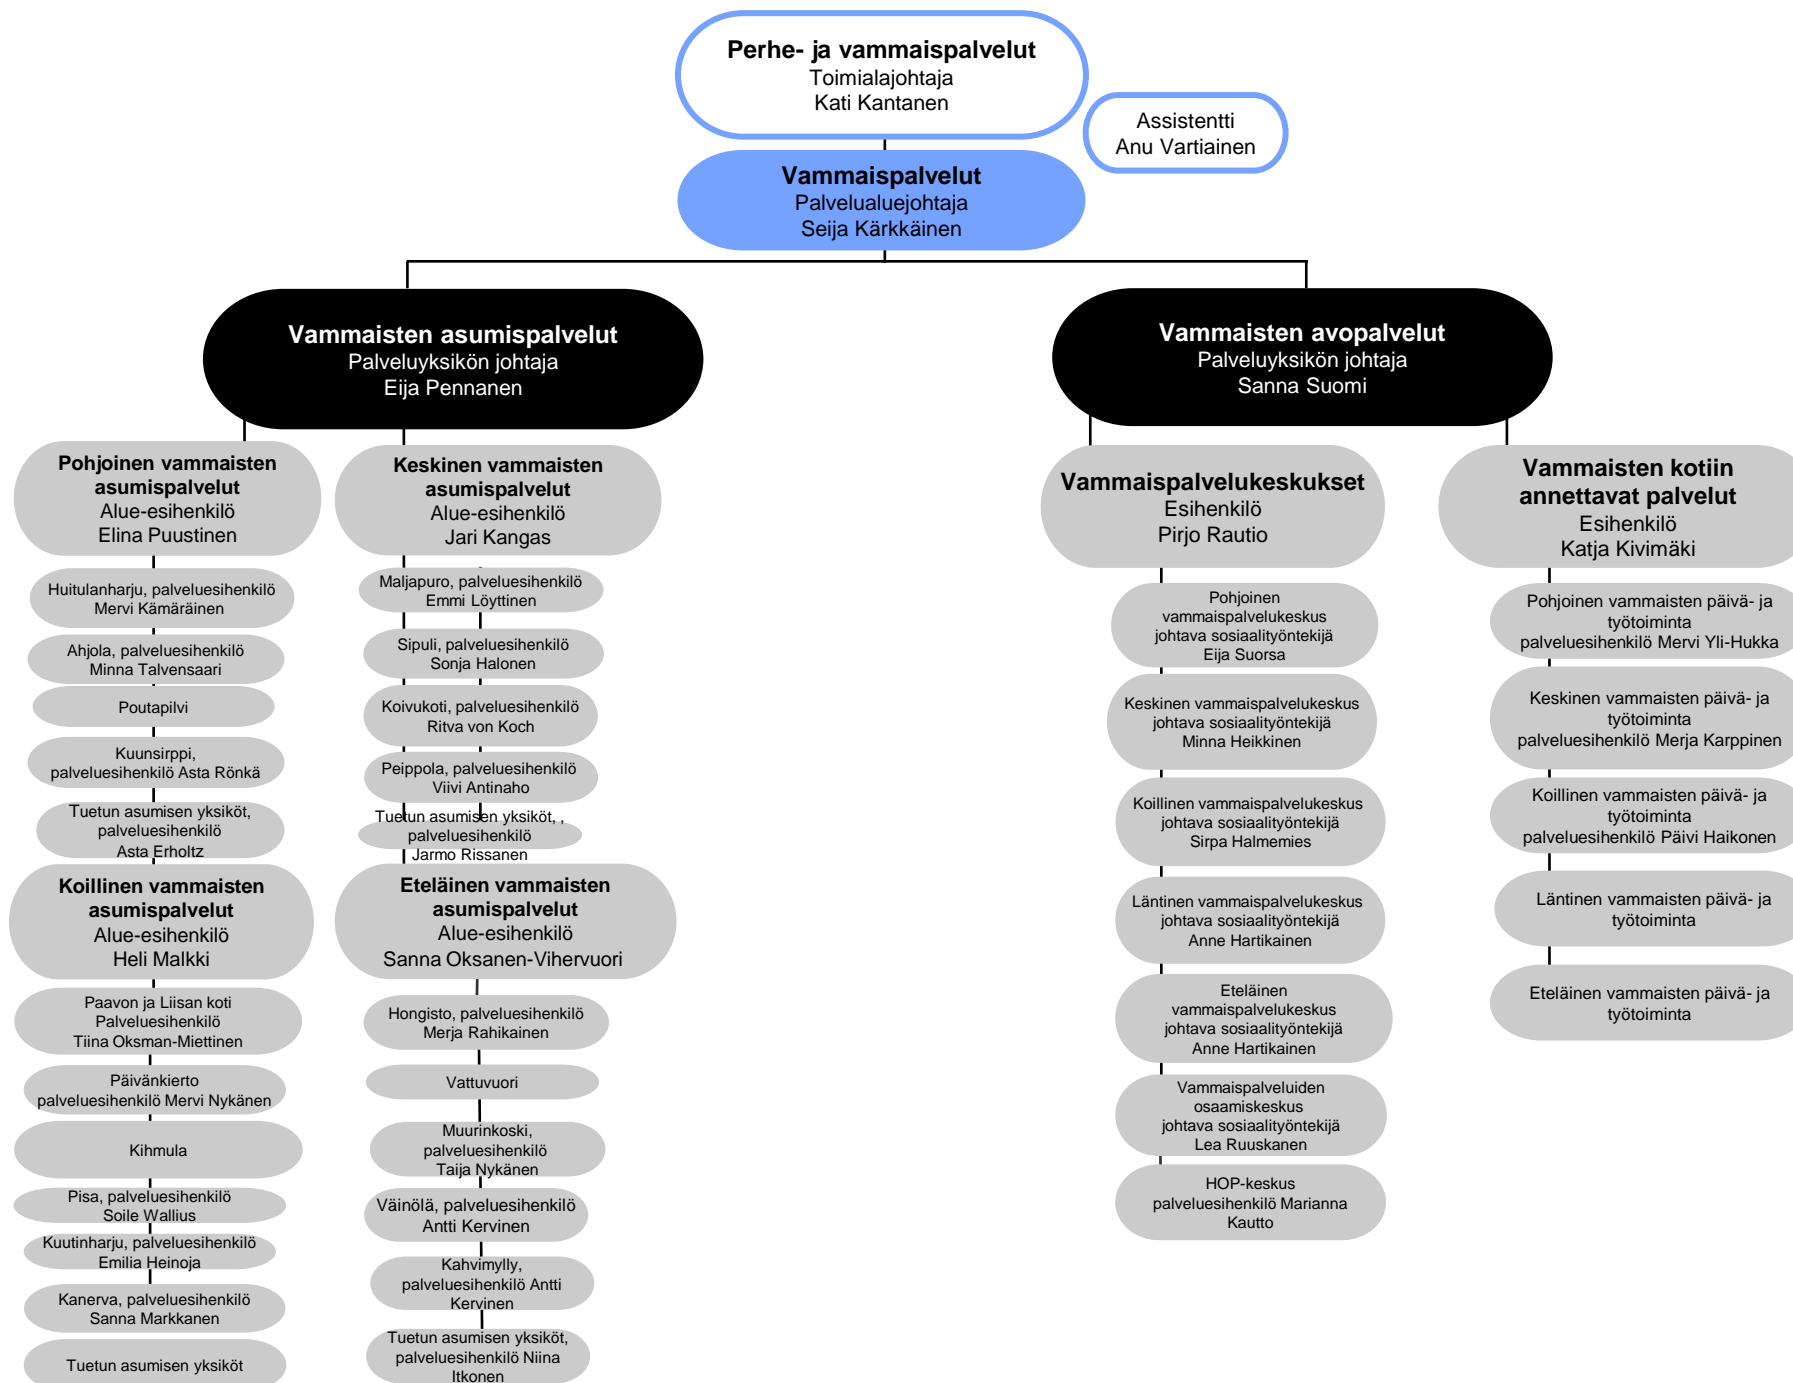 Perhe- ja vammaispalvelut
Toimialajohtaja
Kati Kantanen
Assistentti
Anu Vartiainen
Vammaispalvelut
Palvelualuejohtaja
Seija Kärkkäinen
Vammaisten asumispalvelut
Palveluyksikön johtaja
Eija Pennanen
Vammaisten avopalvelut
Palveluyksikön johtaja
Sanna Suomi
Pohjoinen vammaisten
asumispalvelut
Alue-esihenkilö
Elina Puustinen
Huitulanharju, palveluesihenkilö
Mervi Kämäräinen
Ahjola, palveluesihenkilö
Minna Talvensaari
Poutapilvi
Kuunsirppi,
palveluesihenkilö Asta Rönkä
Tuetun asumisen yksiköt,
palveluesihenkilö
Asta Erholtz
Koillinen vammaisten
asumispalvelut
Alue-esihenkilö
Heli Malkki
Paavon ja Liisan koti
Palveluesihenkilö
Tiina Oksman-Miettinen
Päivänkierto
palveluesihenkilö Mervi Nykänen
Kihmula
Pisa, palveluesihenkilö
Soile Wallius
Kuutinharju, palveluesihenkilö
Emilia Heinoja
Kanerva, palveluesihenkilö
Sanna Markkanen
Tuetun asumisen yksiköt
Keskinen vammaisten
asumispalvelut
Alue-esihenkilö
Jari Kangas
Maljapuro, palveluesihenkilö
Emmi Löyttinen
Sipuli, palveluesihenkilö
Sonja Halonen
Koivukoti, palveluesihenkilö
Ritva von Koch
Peippola, palveluesihenkilö
Viivi Antinaho
Tuetun asumisen yksiköt, ,
palveluesihenkilö
Jarmo Rissanen
Eteläinen vammaisten
asumispalvelut
Alue-esihenkilö
Sanna Oksanen-Vihervuori
Hongisto, palveluesihenkilö
Merja Rahikainen
Vattuvuori
Muurinkoski,
palveluesihenkilö
Taija Nykänen
Väinölä, palveluesihenkilö
Antti Kervinen
Kahvimylly,
palveluesihenkilö Antti
Kervinen
Tuetun asumisen yksiköt,
palveluesihenkilö Niina
Itkonen
Vammaispalvelukeskukset
Esihenkilö
Pirjo Rautio
Pohjoinen
vammaispalvelukeskus
johtava sosiaalityöntekijä
Eija Suorsa
Keskinen vammaispalvelukeskus
johtava sosiaalityöntekijä
Minna Heikkinen
Koillinen vammaispalvelukeskus
johtava sosiaalityöntekijä
Sirpa Halmemies
Läntinen vammaispalvelukeskus
johtava sosiaalityöntekijä
Anne Hartikainen
Eteläinen
vammaispalvelukeskus
johtava sosiaalityöntekijä
Anne Hartikainen
Vammaispalveluiden
osaamiskeskus
johtava sosiaalityöntekijä
Lea Ruuskanen
HOP-keskus
palveluesihenkilö Marianna
Kautto
Vammaisten kotiin
annettavat palvelut
Esihenkilö
Katja Kivimäki
Pohjoinen vammaisten päivä- ja
työtoiminta
palveluesihenkilö Mervi Yli-Hukka
Keskinen vammaisten päivä- ja
työtoiminta
palveluesihenkilö Merja Karppinen
Koillinen vammaisten päivä- ja
työtoiminta
palveluesihenkilö Päivi Haikonen
Läntinen vammaisten päivä- ja
työtoiminta
Eteläinen vammaisten päivä- ja
työtoiminta